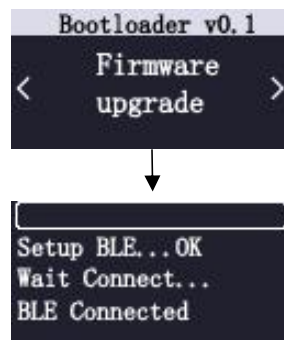 Bootloader v0.1
Firmware
< >
upgrade
Setup BLE...OK
Wait Connect...
BLE Connected